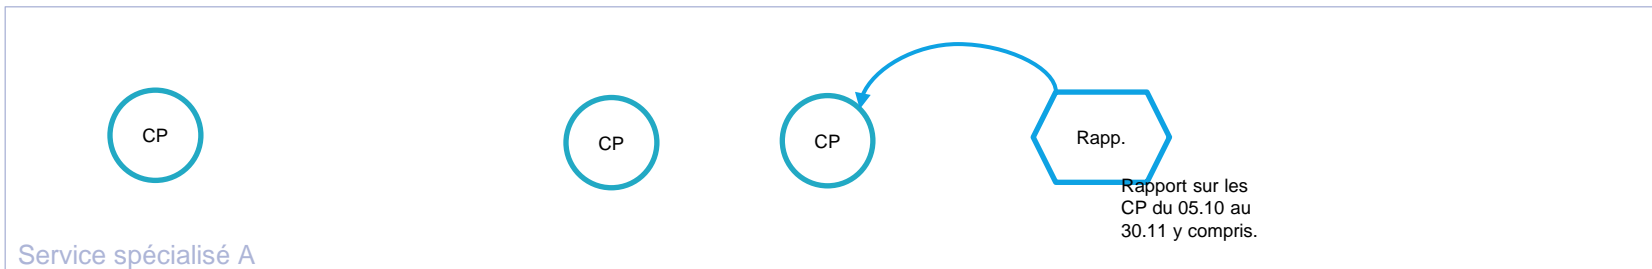 CP
CP
CP
Rapp.
Rapport sur les
CP du 05.10 au
30.11 y compris.
Service spécialisé A